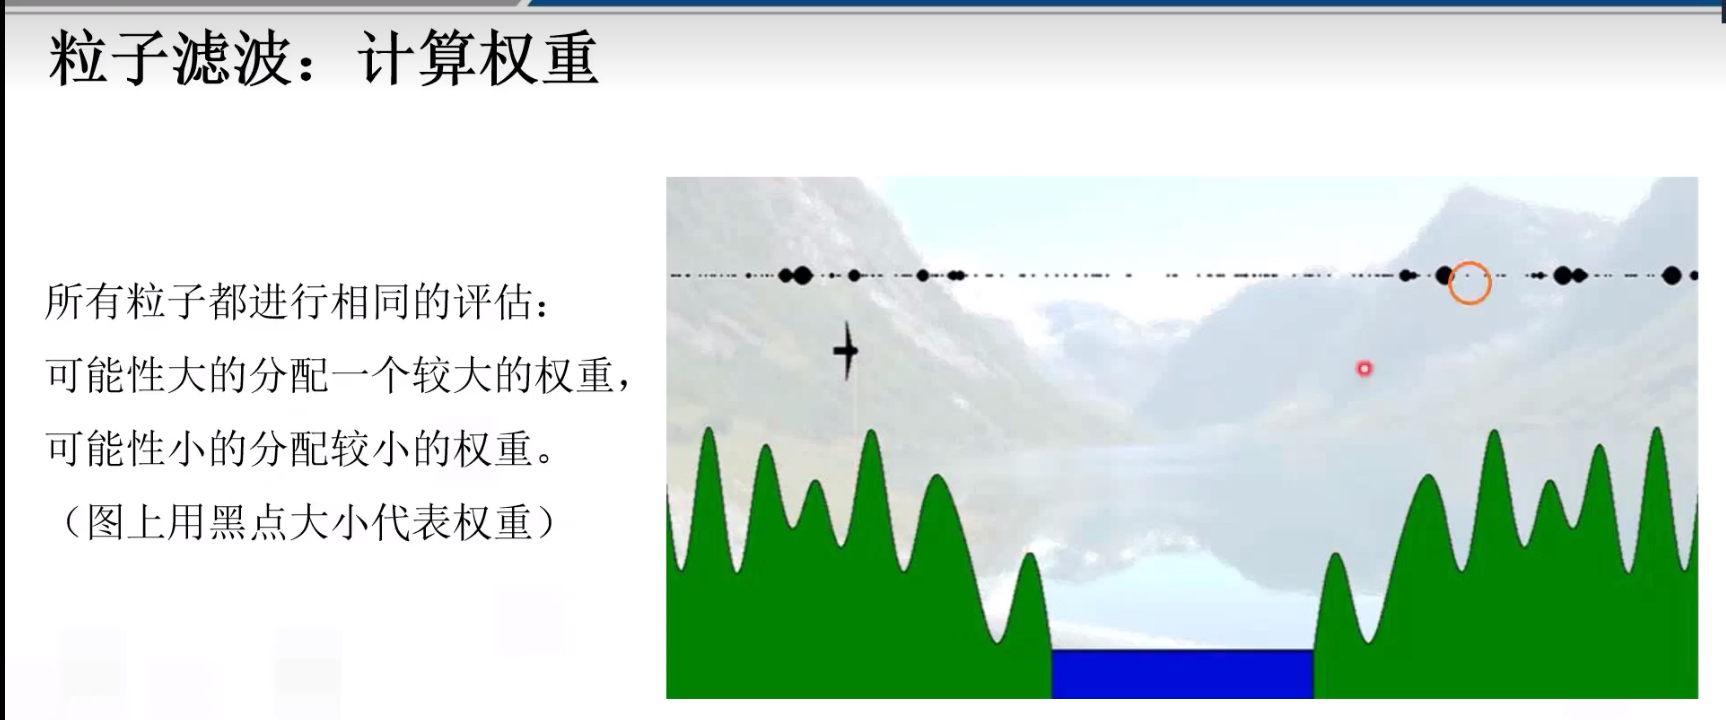 粒子滤波：计算权重
所有粒子都进行相同的评估：
可能性大的分配一个较大的权重，
可能性小的分配较小的权重。
（图上用黑点大小代表权重）